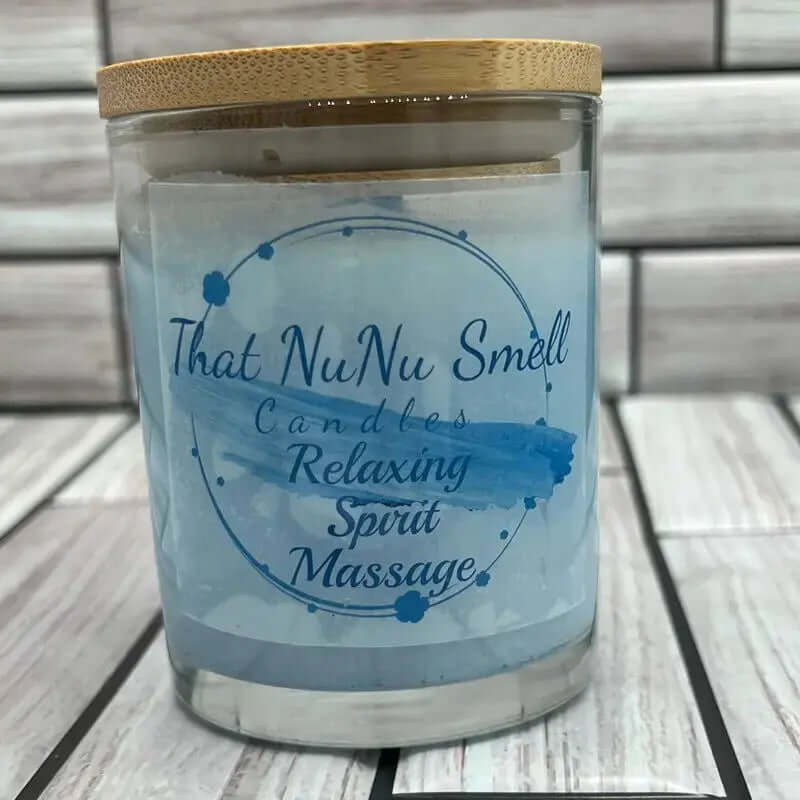 That NuNu Smell
Candles
Relaxing
Spirit
Massage